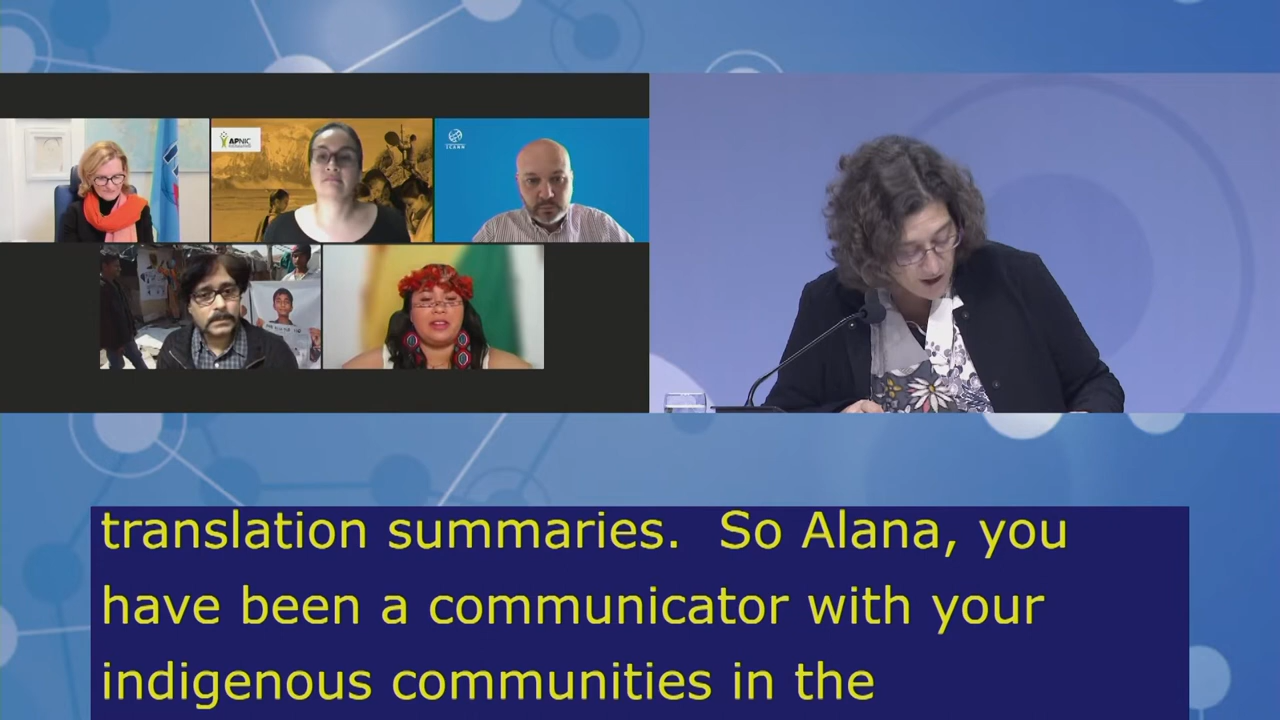 APNIC
ICANN
translation summaries.  So Alana, you
have been a communicator with your
indigenous communities in the